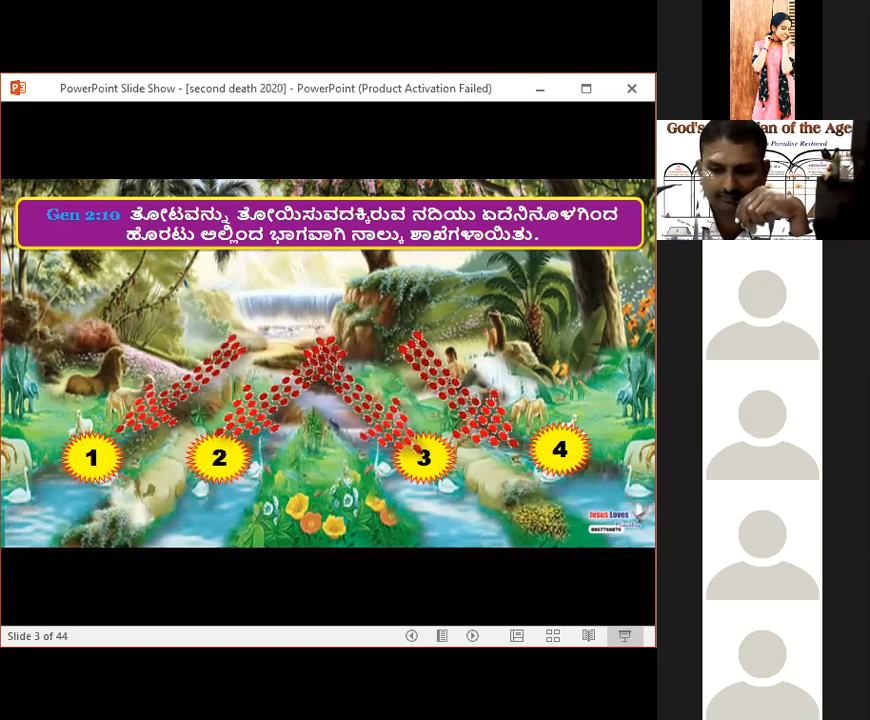 PowerPoint Slide Show - [second death 2020] - PowerPoint (Product Activation Failed)
God's
an of the Age
Paradise Restored
Gen 2:10 ತೋಟವನ್ನು ತೋಯಿಸುವದಕ್ಕಿರುವ ನದಿಯು ಏದೆನಿನೊಳಗಿಂದ
ಹೊರಟು ಅಲ್ಲಿಂದ ಭಾಗವಾಗಿ ನಾಲ್ಕು ಶಾಖೆಗಳಾಯಿತು.
1
2
3
4
Jesus Loves
Slide 3 of 44